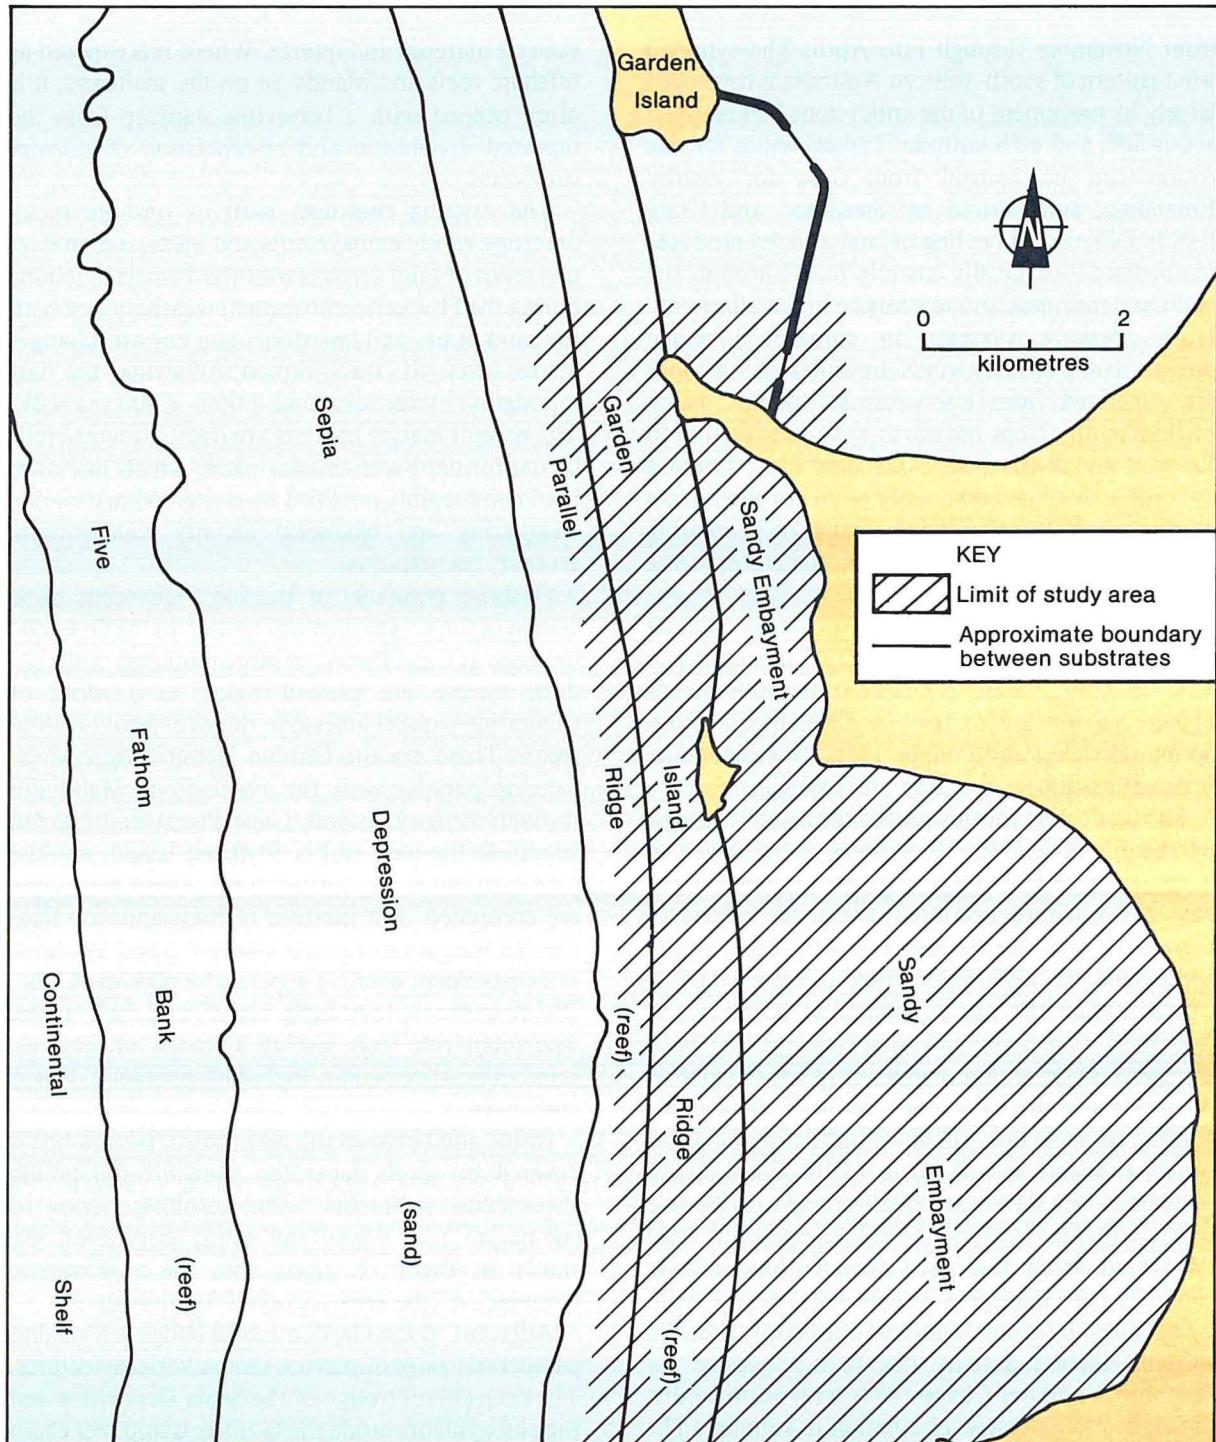 Garden
Island
N
0 2
kilometres
KEY
Limit of study area
Approximate boundary
between substrates
Continental Shelf
Five Fathom Bank (reef)
Sepia Depression (sand)
Parallel Ridge (reef)
Garden Island Ridge (reef)
Sandy Embayment
Sandy Embayment